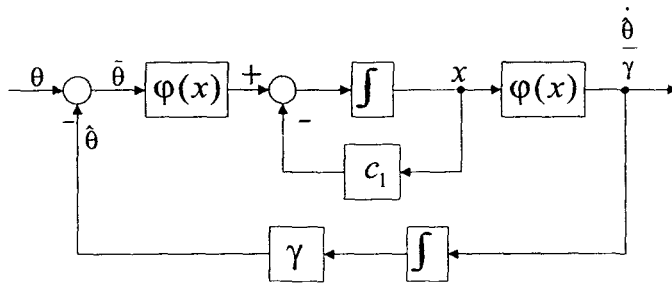 θ̂̇
γ
θ
θ̃
φ(x)
+
∫
x
φ(x)
-
-
θ̂
c₁
γ
∫